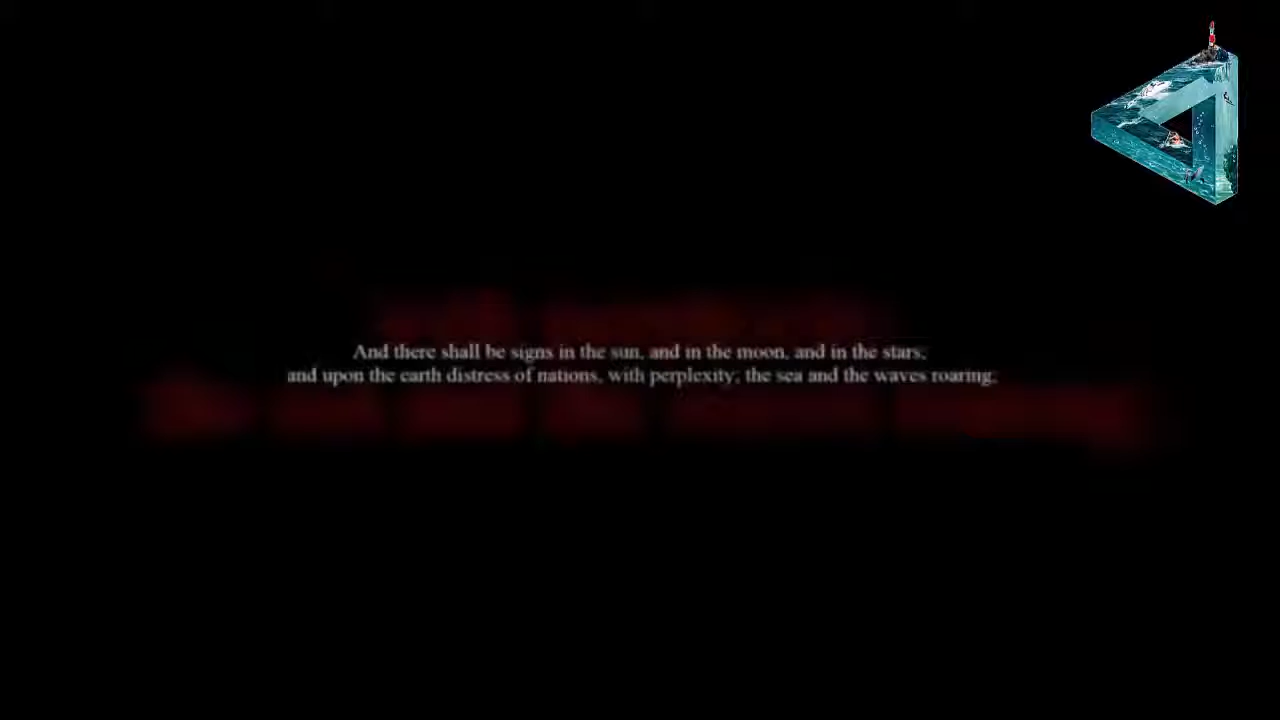 And there shall be signs in the sun, and in the moon, and in the stars;
and upon the earth distress of nations, with perplexity; the sea and the waves roaring;